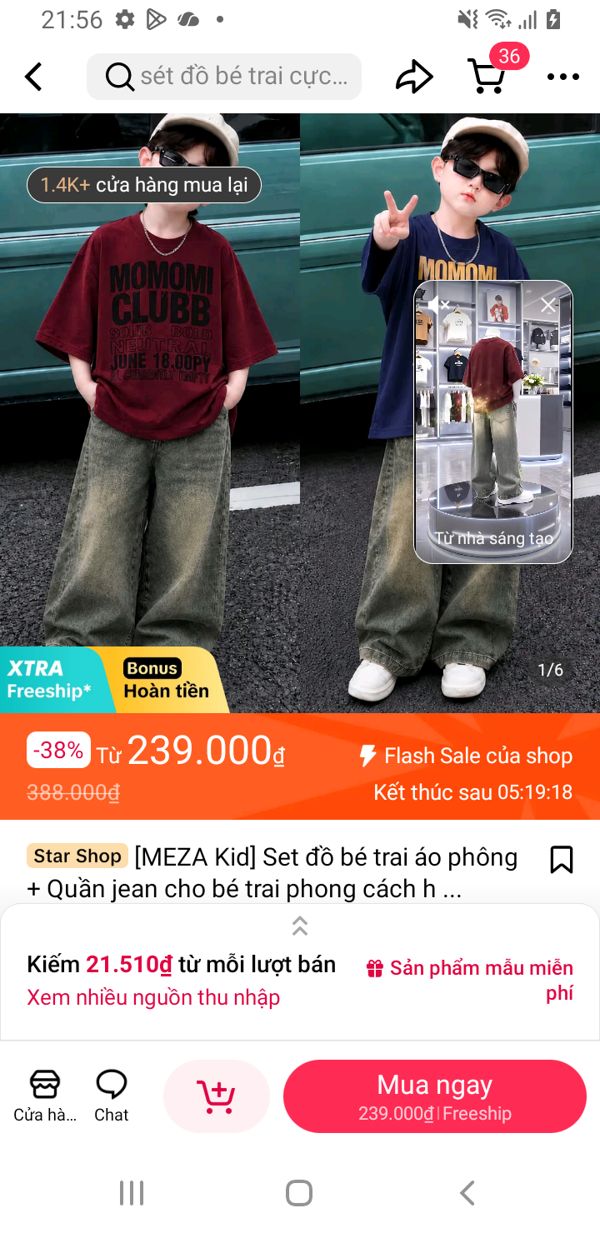 21:56
36
sét đồ bé trai cực...
1.4K+ cửa hàng mua lại
MOMOMI
CLUBB
NEUTRAL
JUNE 18.00PY
MOMOMI
Từ nhà sáng tạo
XTRA
Freeship*
Bonus
Hoàn tiền
1/6
-38% Từ 239.000₫
Flash Sale của shop
388.000₫
Kết thúc sau 05:19:18
Star Shop [MEZA Kid] Set đồ bé trai áo phông
+ Quần jean cho bé trai phong cách h ...
Kiếm 21.510₫ từ mỗi lượt bán
Xem nhiều nguồn thu nhập
Sản phẩm mẫu miễn
phí
Cửa hà...
Chat
Mua ngay
239.000₫|Freeship